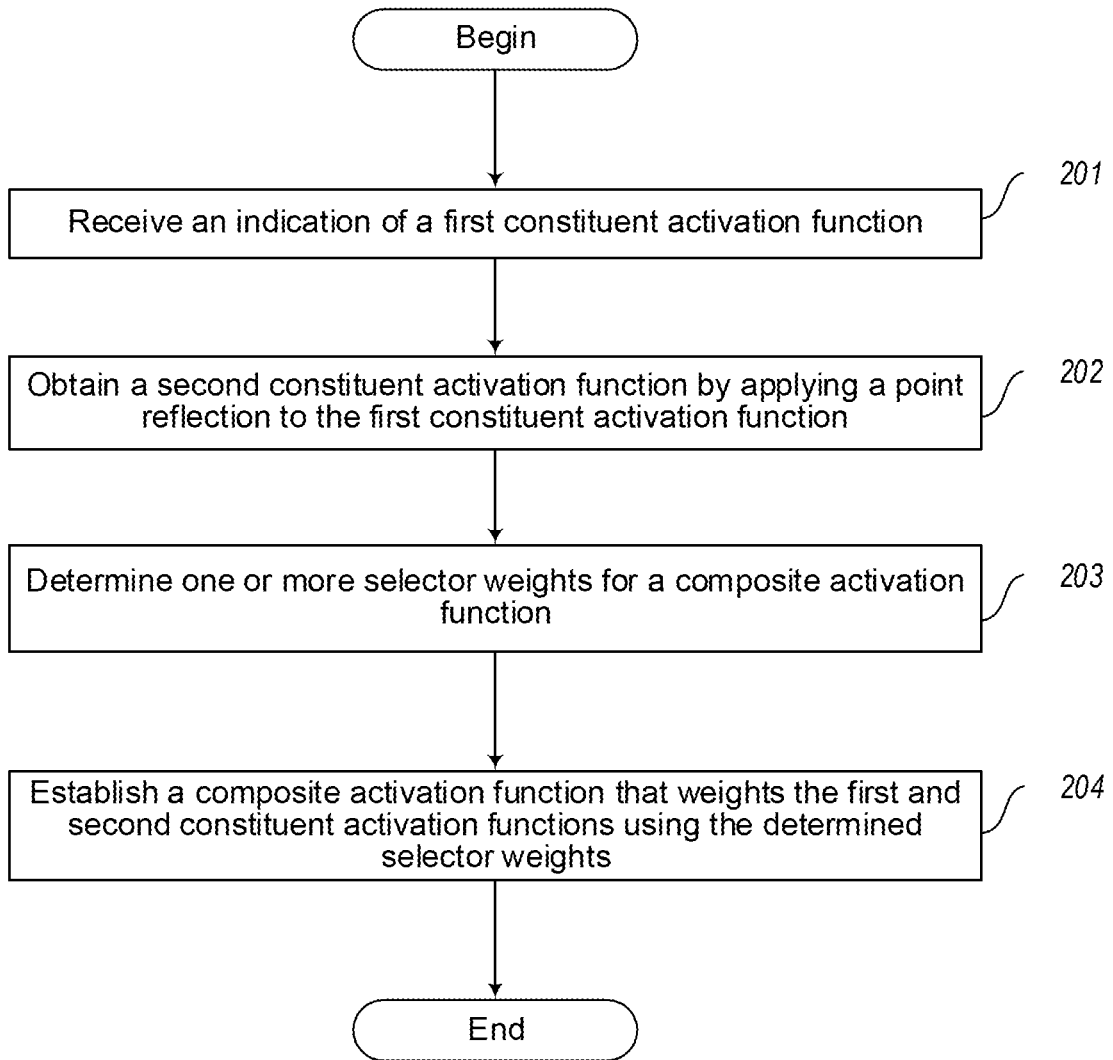 Begin
201
Receive an indication of a first constituent activation function
202
Obtain a second constituent activation function by applying a point
reflection to the first constituent activation function
203
Determine one or more selector weights for a composite activation
function
204
Establish a composite activation function that weights the first and
second constituent activation functions using the determined
selector weights
End